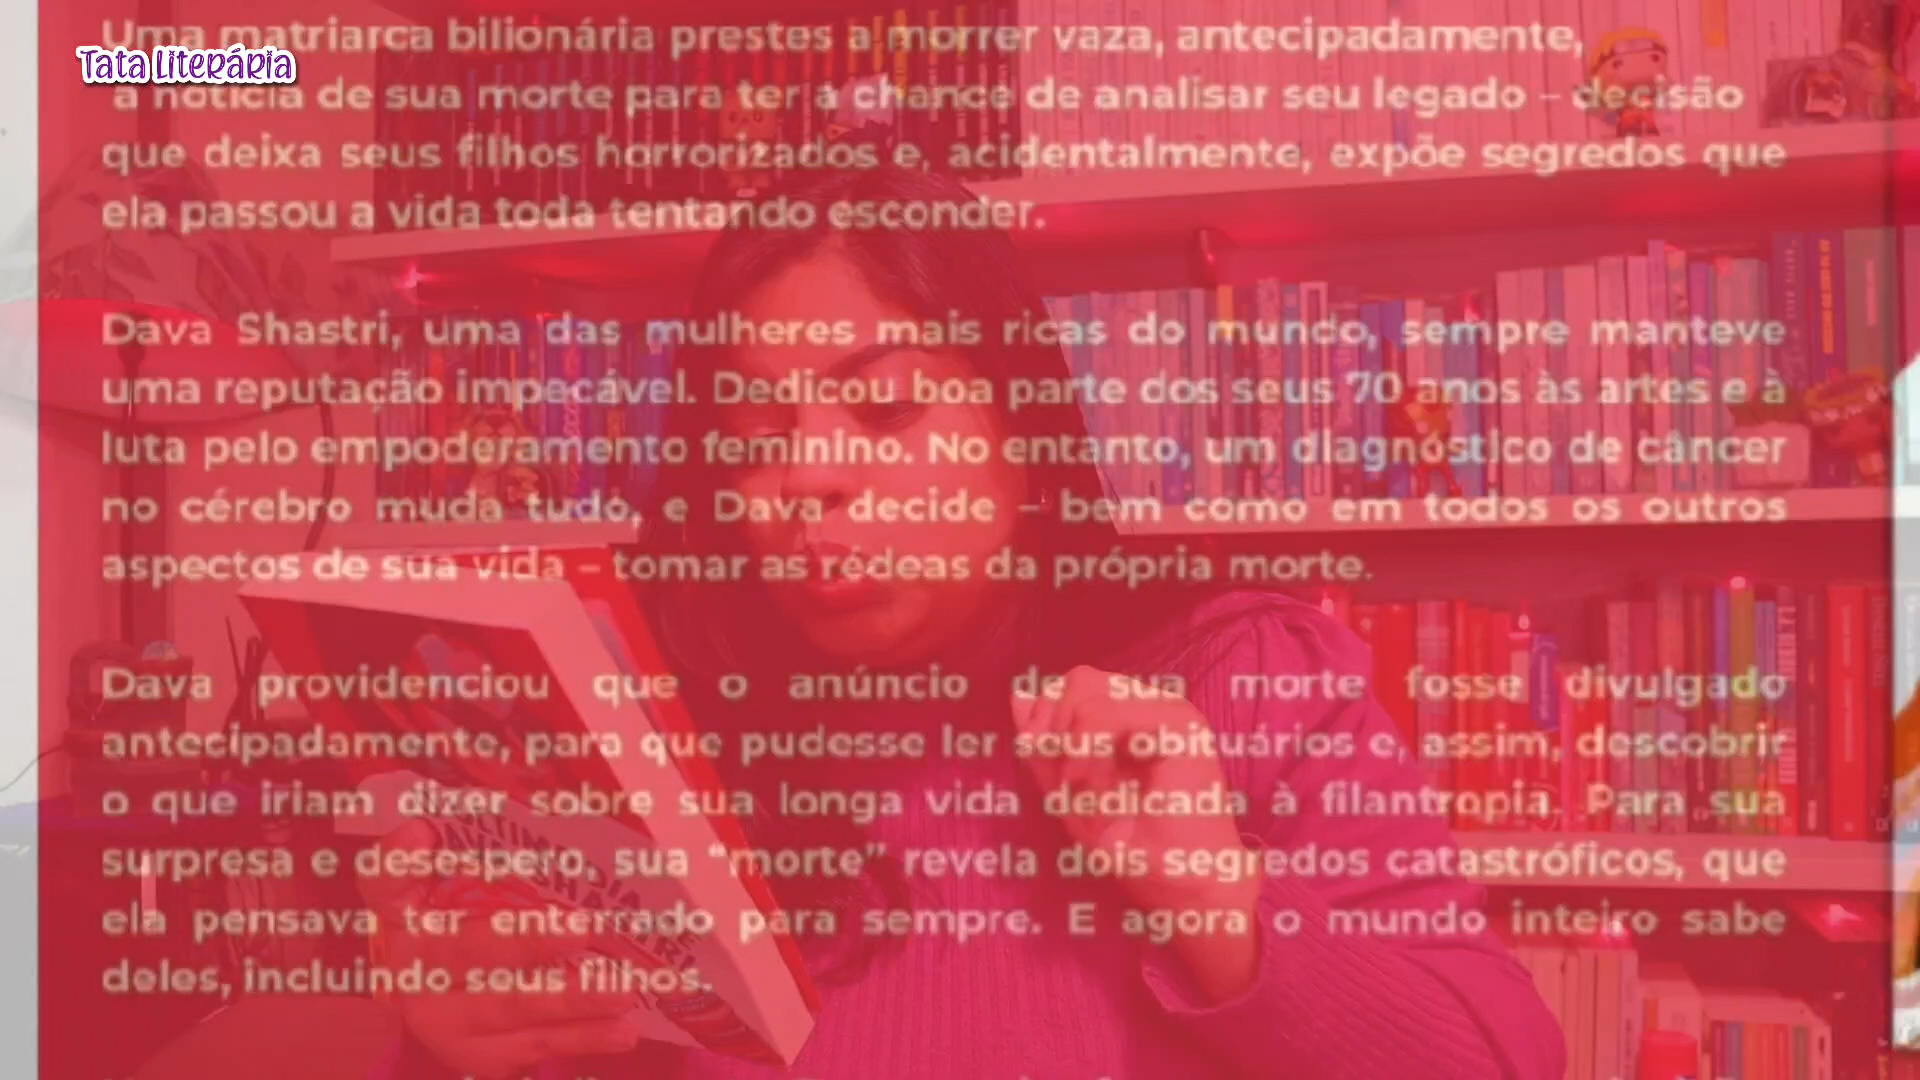 Tata Literária
Uma matriarca bilionária prestes a morrer vaza, antecipadamente,
a notícia de sua morte para ter a chance de analisar seu legado – decisão
que deixa seus filhos horrorizados e, acidentalmente, expõe segredos que
ela passou a vida toda tentando esconder.
Dava Shastri, uma das mulheres mais ricas do mundo, sempre manteve
uma reputação impecável. Dedicou boa parte dos seus 70 anos às artes e à
luta pelo empoderamento feminino. No entanto, um diagnóstico de câncer
no cérebro muda tudo, e Dava decide – bem como em todos os outros
aspectos de sua vida – tomar as rédeas da própria morte.
Dava providenciou que o anúncio de sua morte fosse divulgado
antecipadamente, para que pudesse ler seus obituários e, assim, descobrir
o que iriam dizer sobre sua longa vida dedicada à filantropia. Para sua
surpresa e desespero, sua “morte” revela dois segredos catastróficos, que
ela pensava ter enterrado para sempre. E agora o mundo inteiro sabe
deles, incluindo seus filhos.